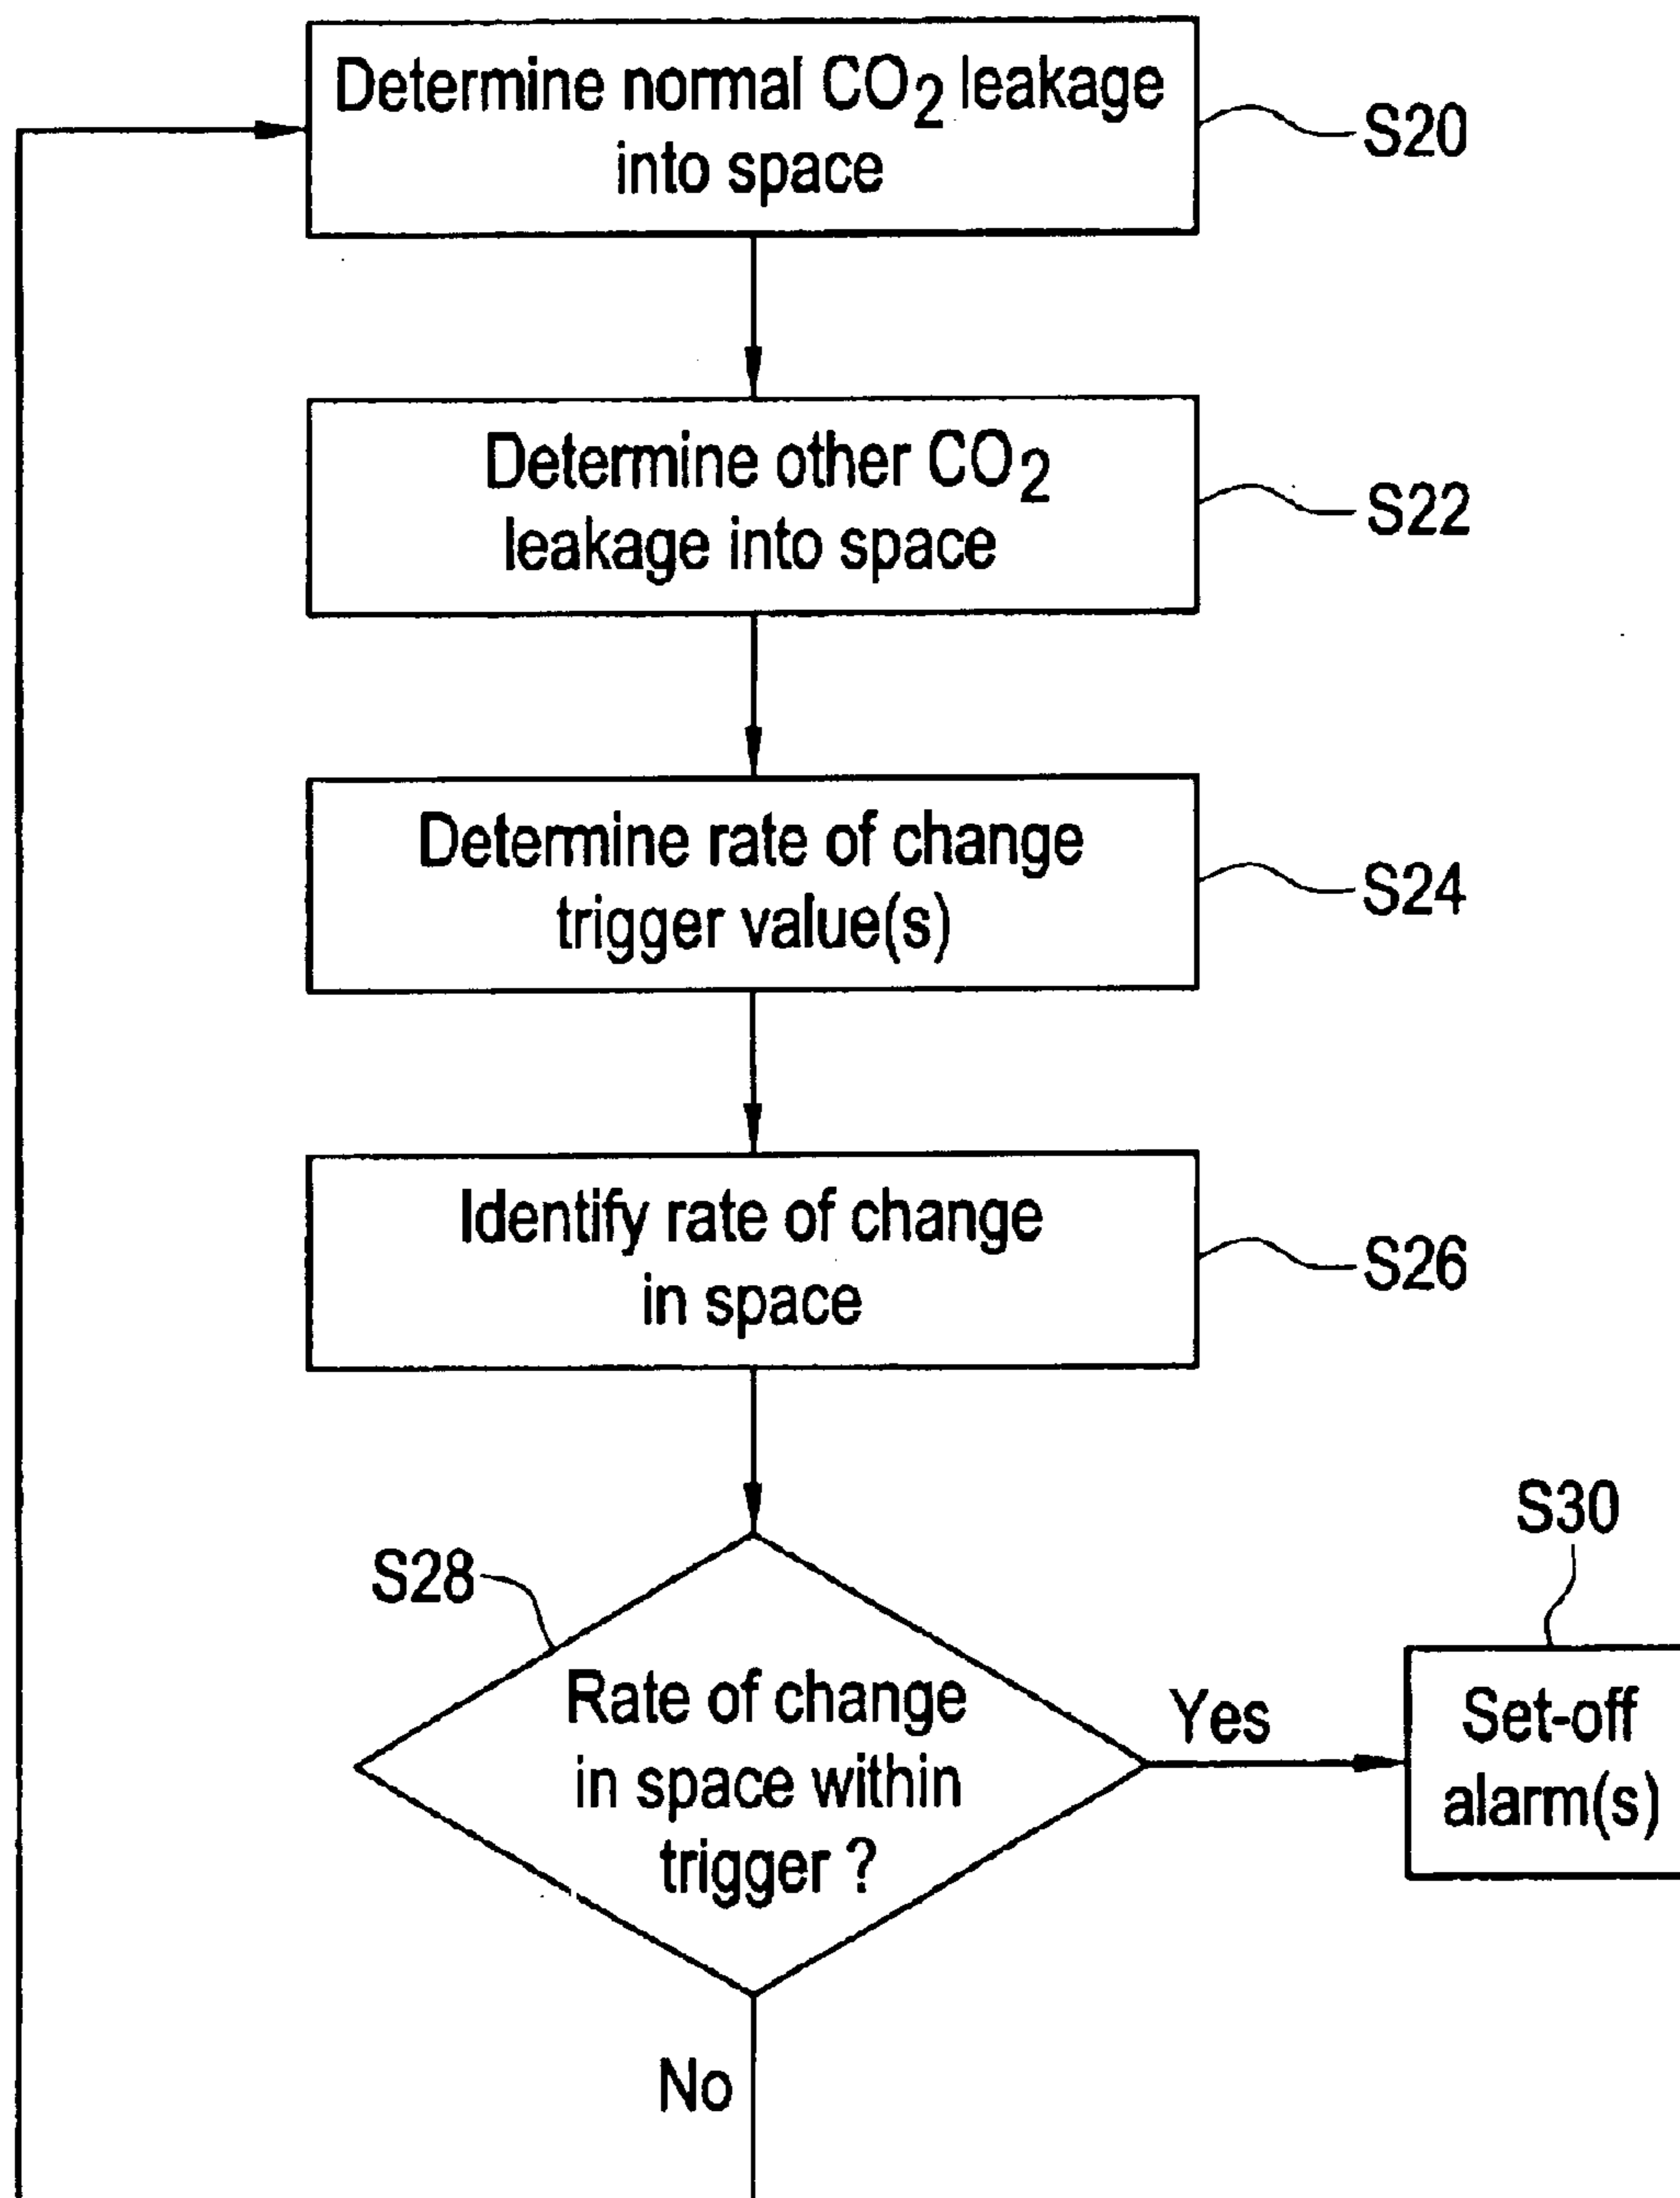 Determine normal CO2 leakage
into space
S20
Determine other CO2
leakage into space
S22
Determine rate of change
trigger value(s)
S24
Identify rate of change
in space
S26
S28
Rate of change
in space within
trigger ?
Yes
S30
Set-off
alarm(s)
No